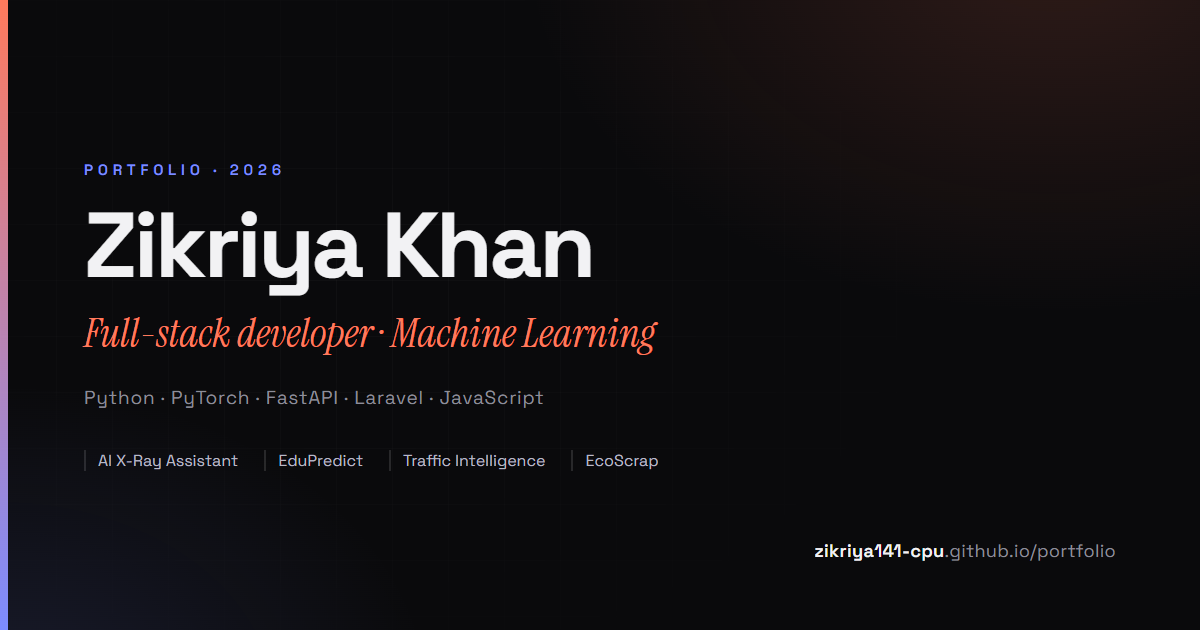 PORTFOLIO · 2026
Zikriya Khan
Full-stack developer · Machine Learning
Python · PyTorch · FastAPI · Laravel · JavaScript
AI X-Ray Assistant | EduPredict | Traffic Intelligence | EcoScrap
zikriya141-cpu.github.io/portfolio